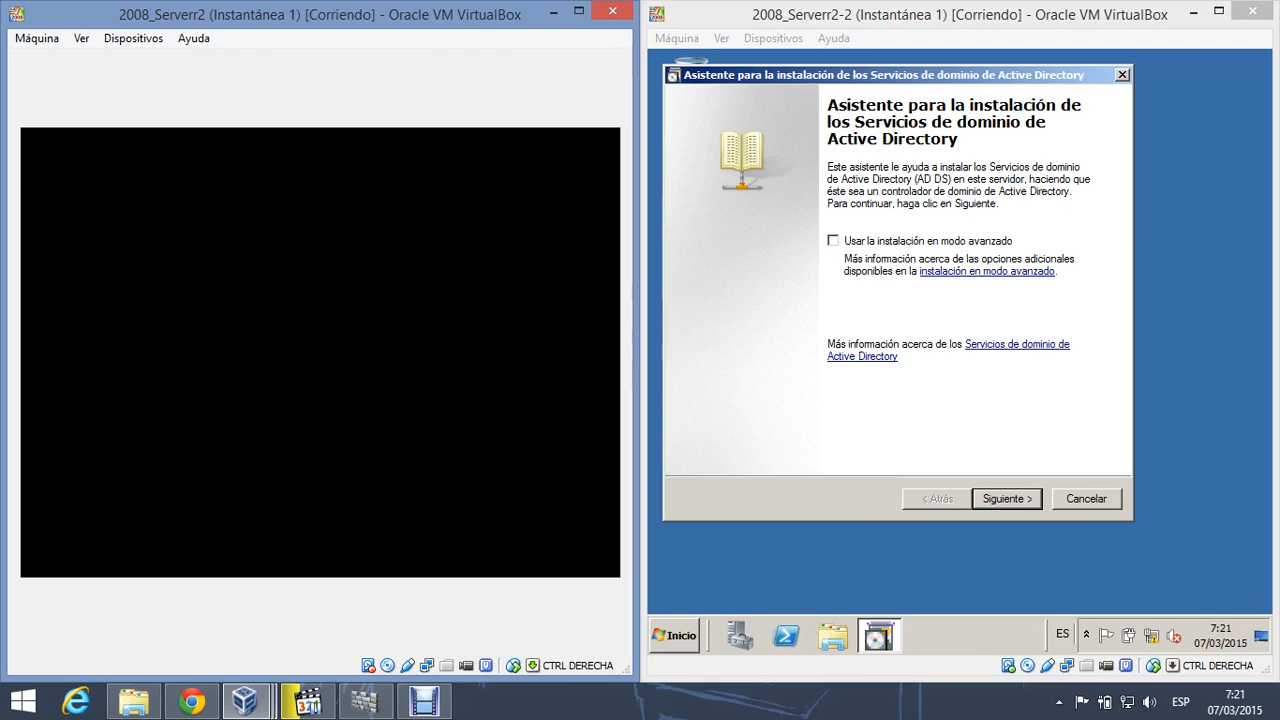 2008_Serverr2 (Instantánea 1) [Corriendo] - Oracle VM VirtualBox
Máquina Ver Dispositivos Ayuda
CTRL DERECHA
2008_Serverr2-2 (Instantánea 1) [Corriendo] - Oracle VM VirtualBox
Máquina Ver Dispositivos Ayuda
Asistente para la instalación de los Servicios de dominio de Active Directory
Asistente para la instalación de
los Servicios de dominio de
Active Directory
Este asistente le ayuda a instalar los Servicios de dominio
de Active Directory (AD DS) en este servidor, haciendo que
éste sea un controlador de dominio de Active Directory.
Para continuar, haga clic en Siguiente.
Usar la instalación en modo avanzado
Más información acerca de las opciones adicionales
disponibles en la instalación en modo avanzado.
Más información acerca de los Servicios de dominio de
Active Directory
< Atrás Siguiente > Cancelar
Inicio ES 7:21
07/03/2015
CTRL DERECHA
321 ESP 7:21
07/03/2015